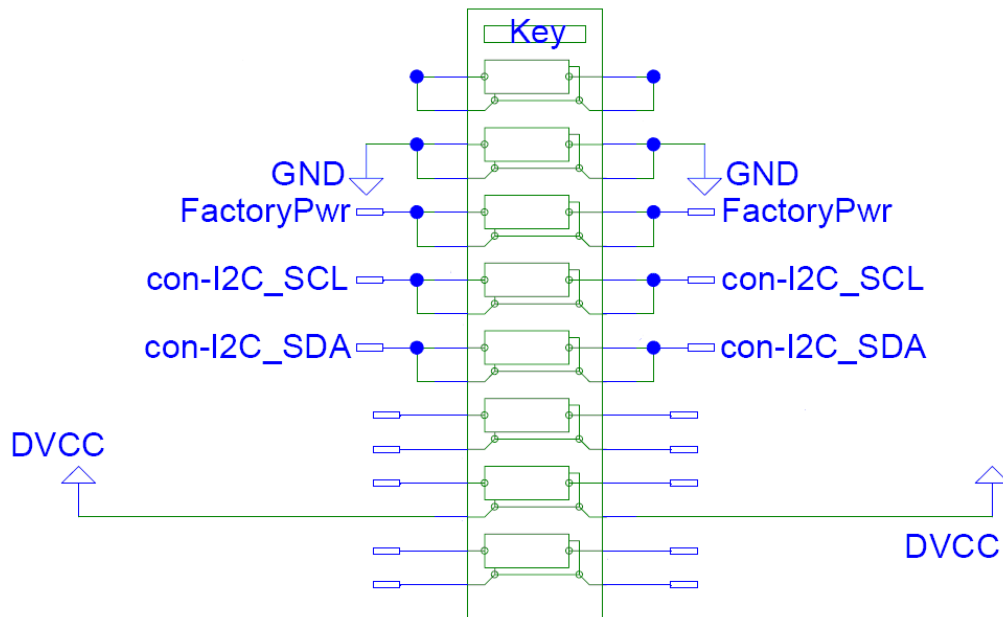 Key
GND GND
FactoryPwr FactoryPwr
con-I2C_SCL con-I2C_SCL
con-I2C_SDA con-I2C_SDA
DVCC
DVCC